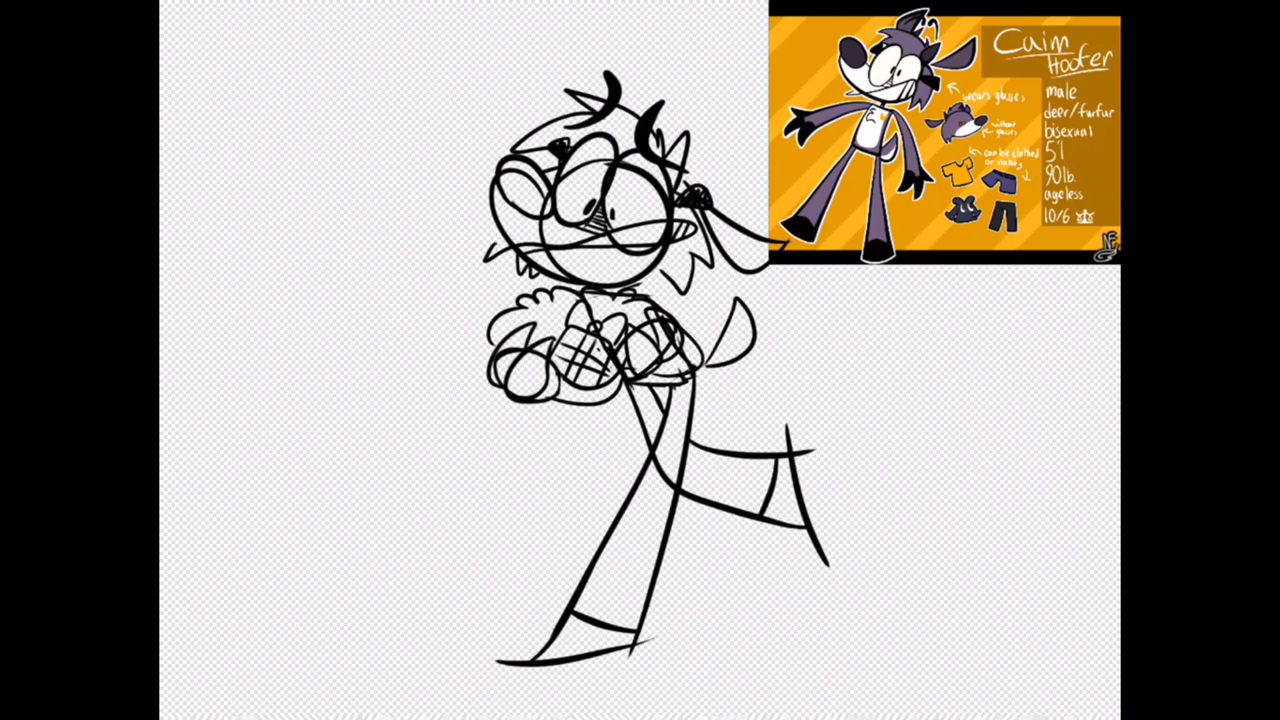 Cuim
Hoofer
wears glasses
male
deer/furfur
without
glasses
bisexual
can be clothed
or naked
5'1
90lb.
ageless
10/6